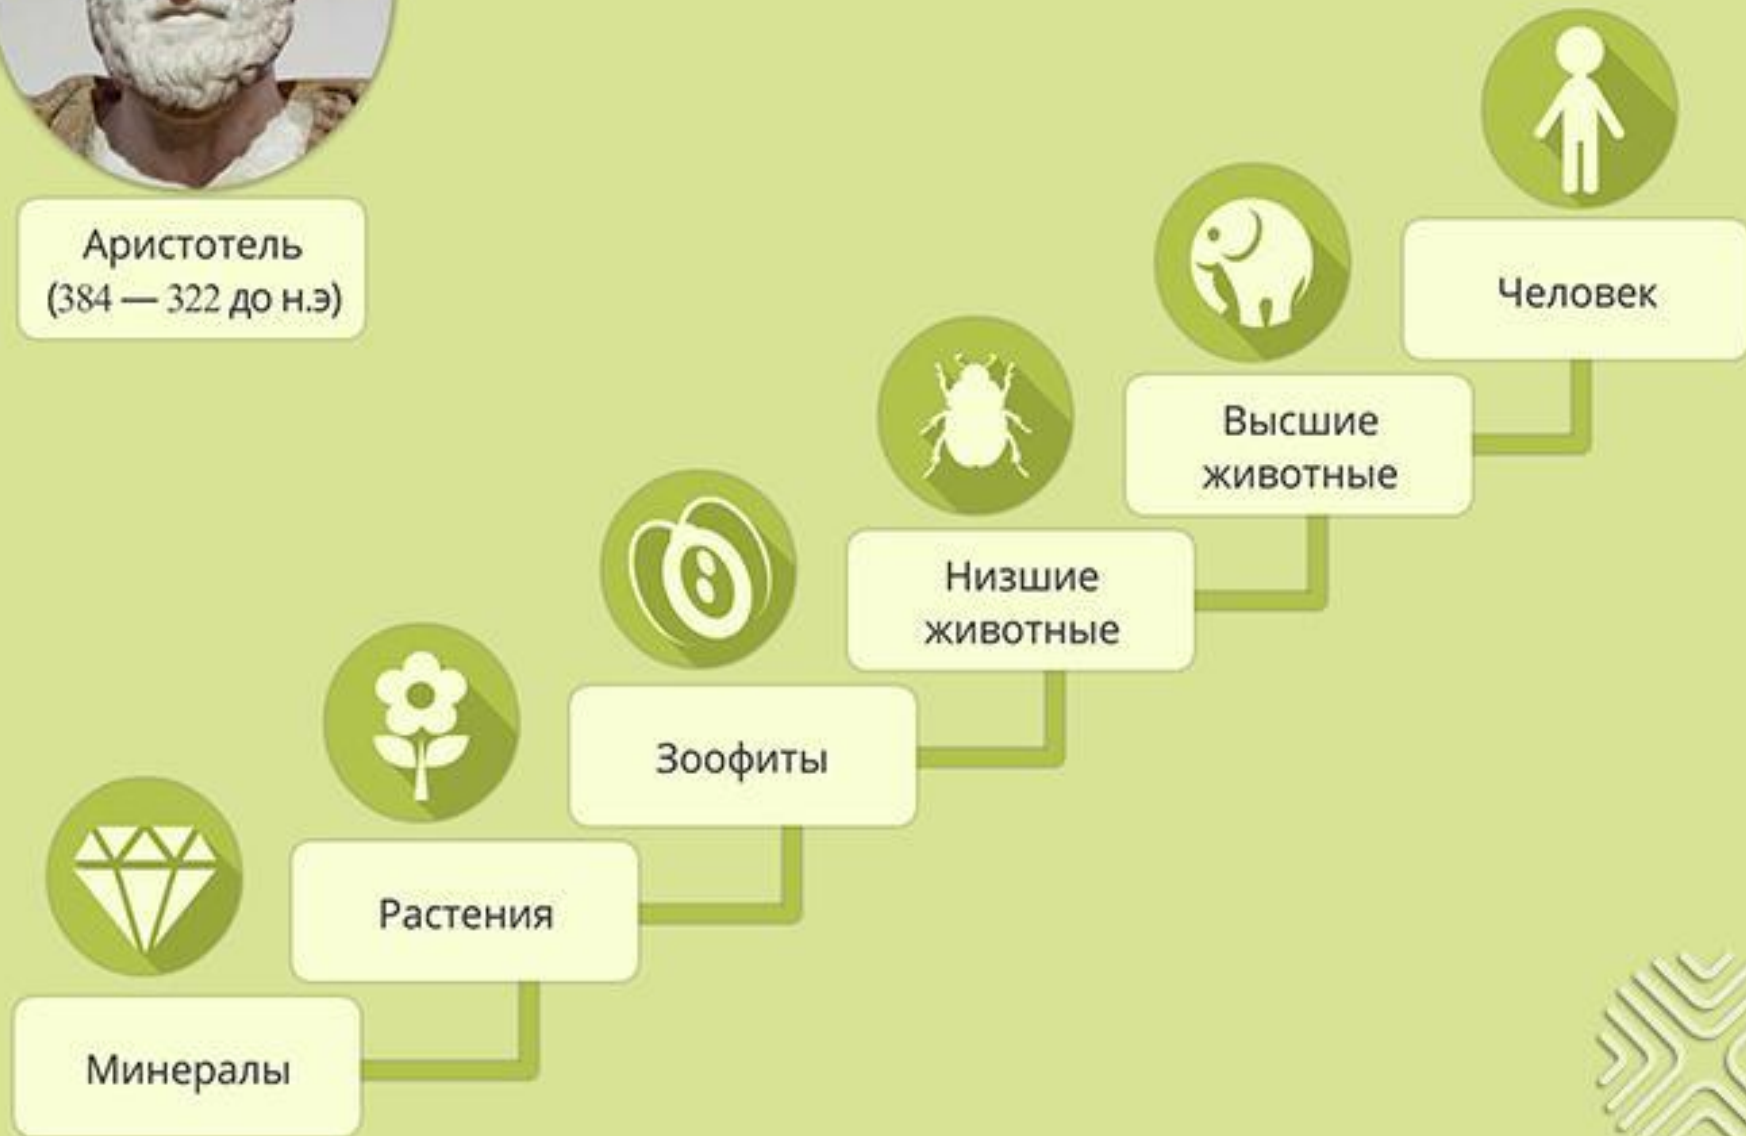 Аристотель
(384 — 322 до н.э)
Человек
Высшие
животные
Низшие
животные
Зоофиты
Растения
Минералы